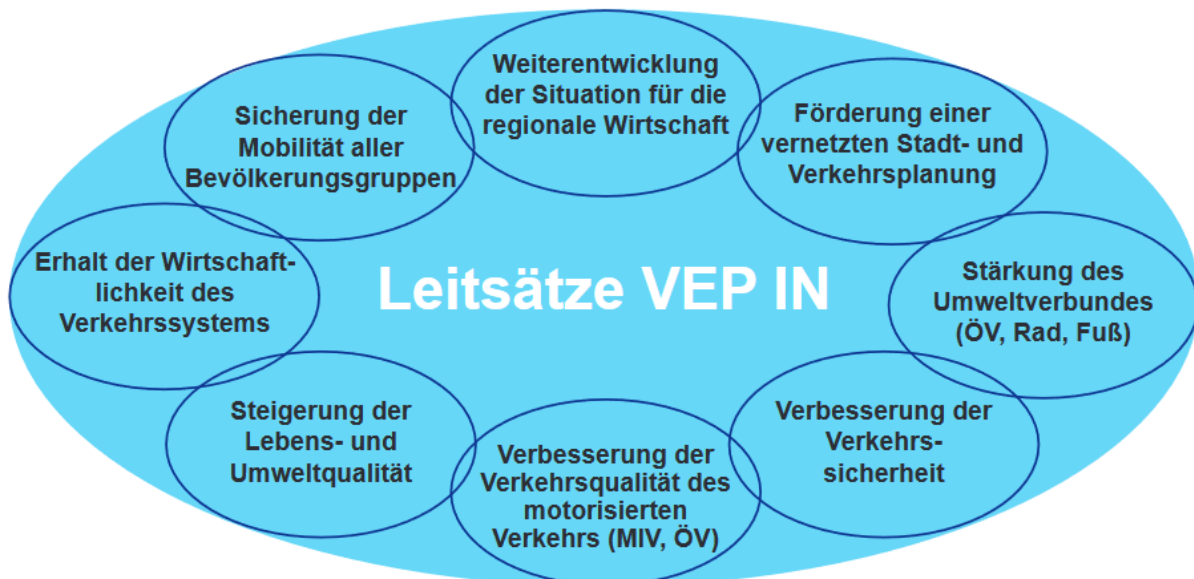 Weiterentwicklung
der Situation für die
regionale Wirtschaft
Förderung einer
vernetzten Stadt- und
Verkehrsplanung
Stärkung des
Umweltverbundes
(ÖV, Rad, Fuß)
Verbesserung der
Verkehrs-
sicherheit
Verbesserung der
Verkehrsqualität des
motorisierten
Verkehrs (MIV, ÖV)
Steigerung der
Lebens- und
Umweltqualität
Erhalt der Wirtschaft-
lichkeit des
Verkehrssystems
Sicherung der
Mobilität aller
Bevölkerungsgruppen
Leitsätze VEP IN